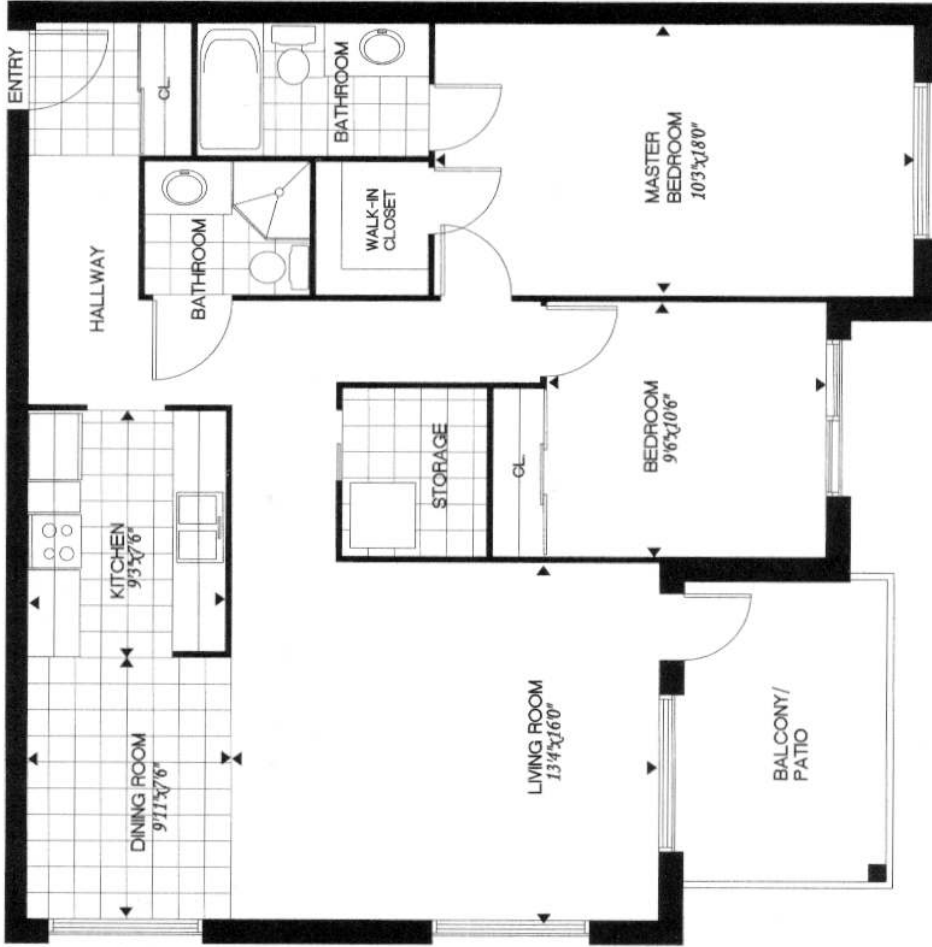 ENTRY
CL.
BATHROOM
MASTER
BEDROOM
10'3"x18'0"
WALK-IN
CLOSET
BATHROOM
HALLWAY
BEDROOM
9'6"x10'6"
CL.
STORAGE
KITCHEN
9'3"x7'6"
DINING ROOM
9'11"x7'6"
LIVING ROOM
13'4"x16'0"
BALCONY/
PATIO